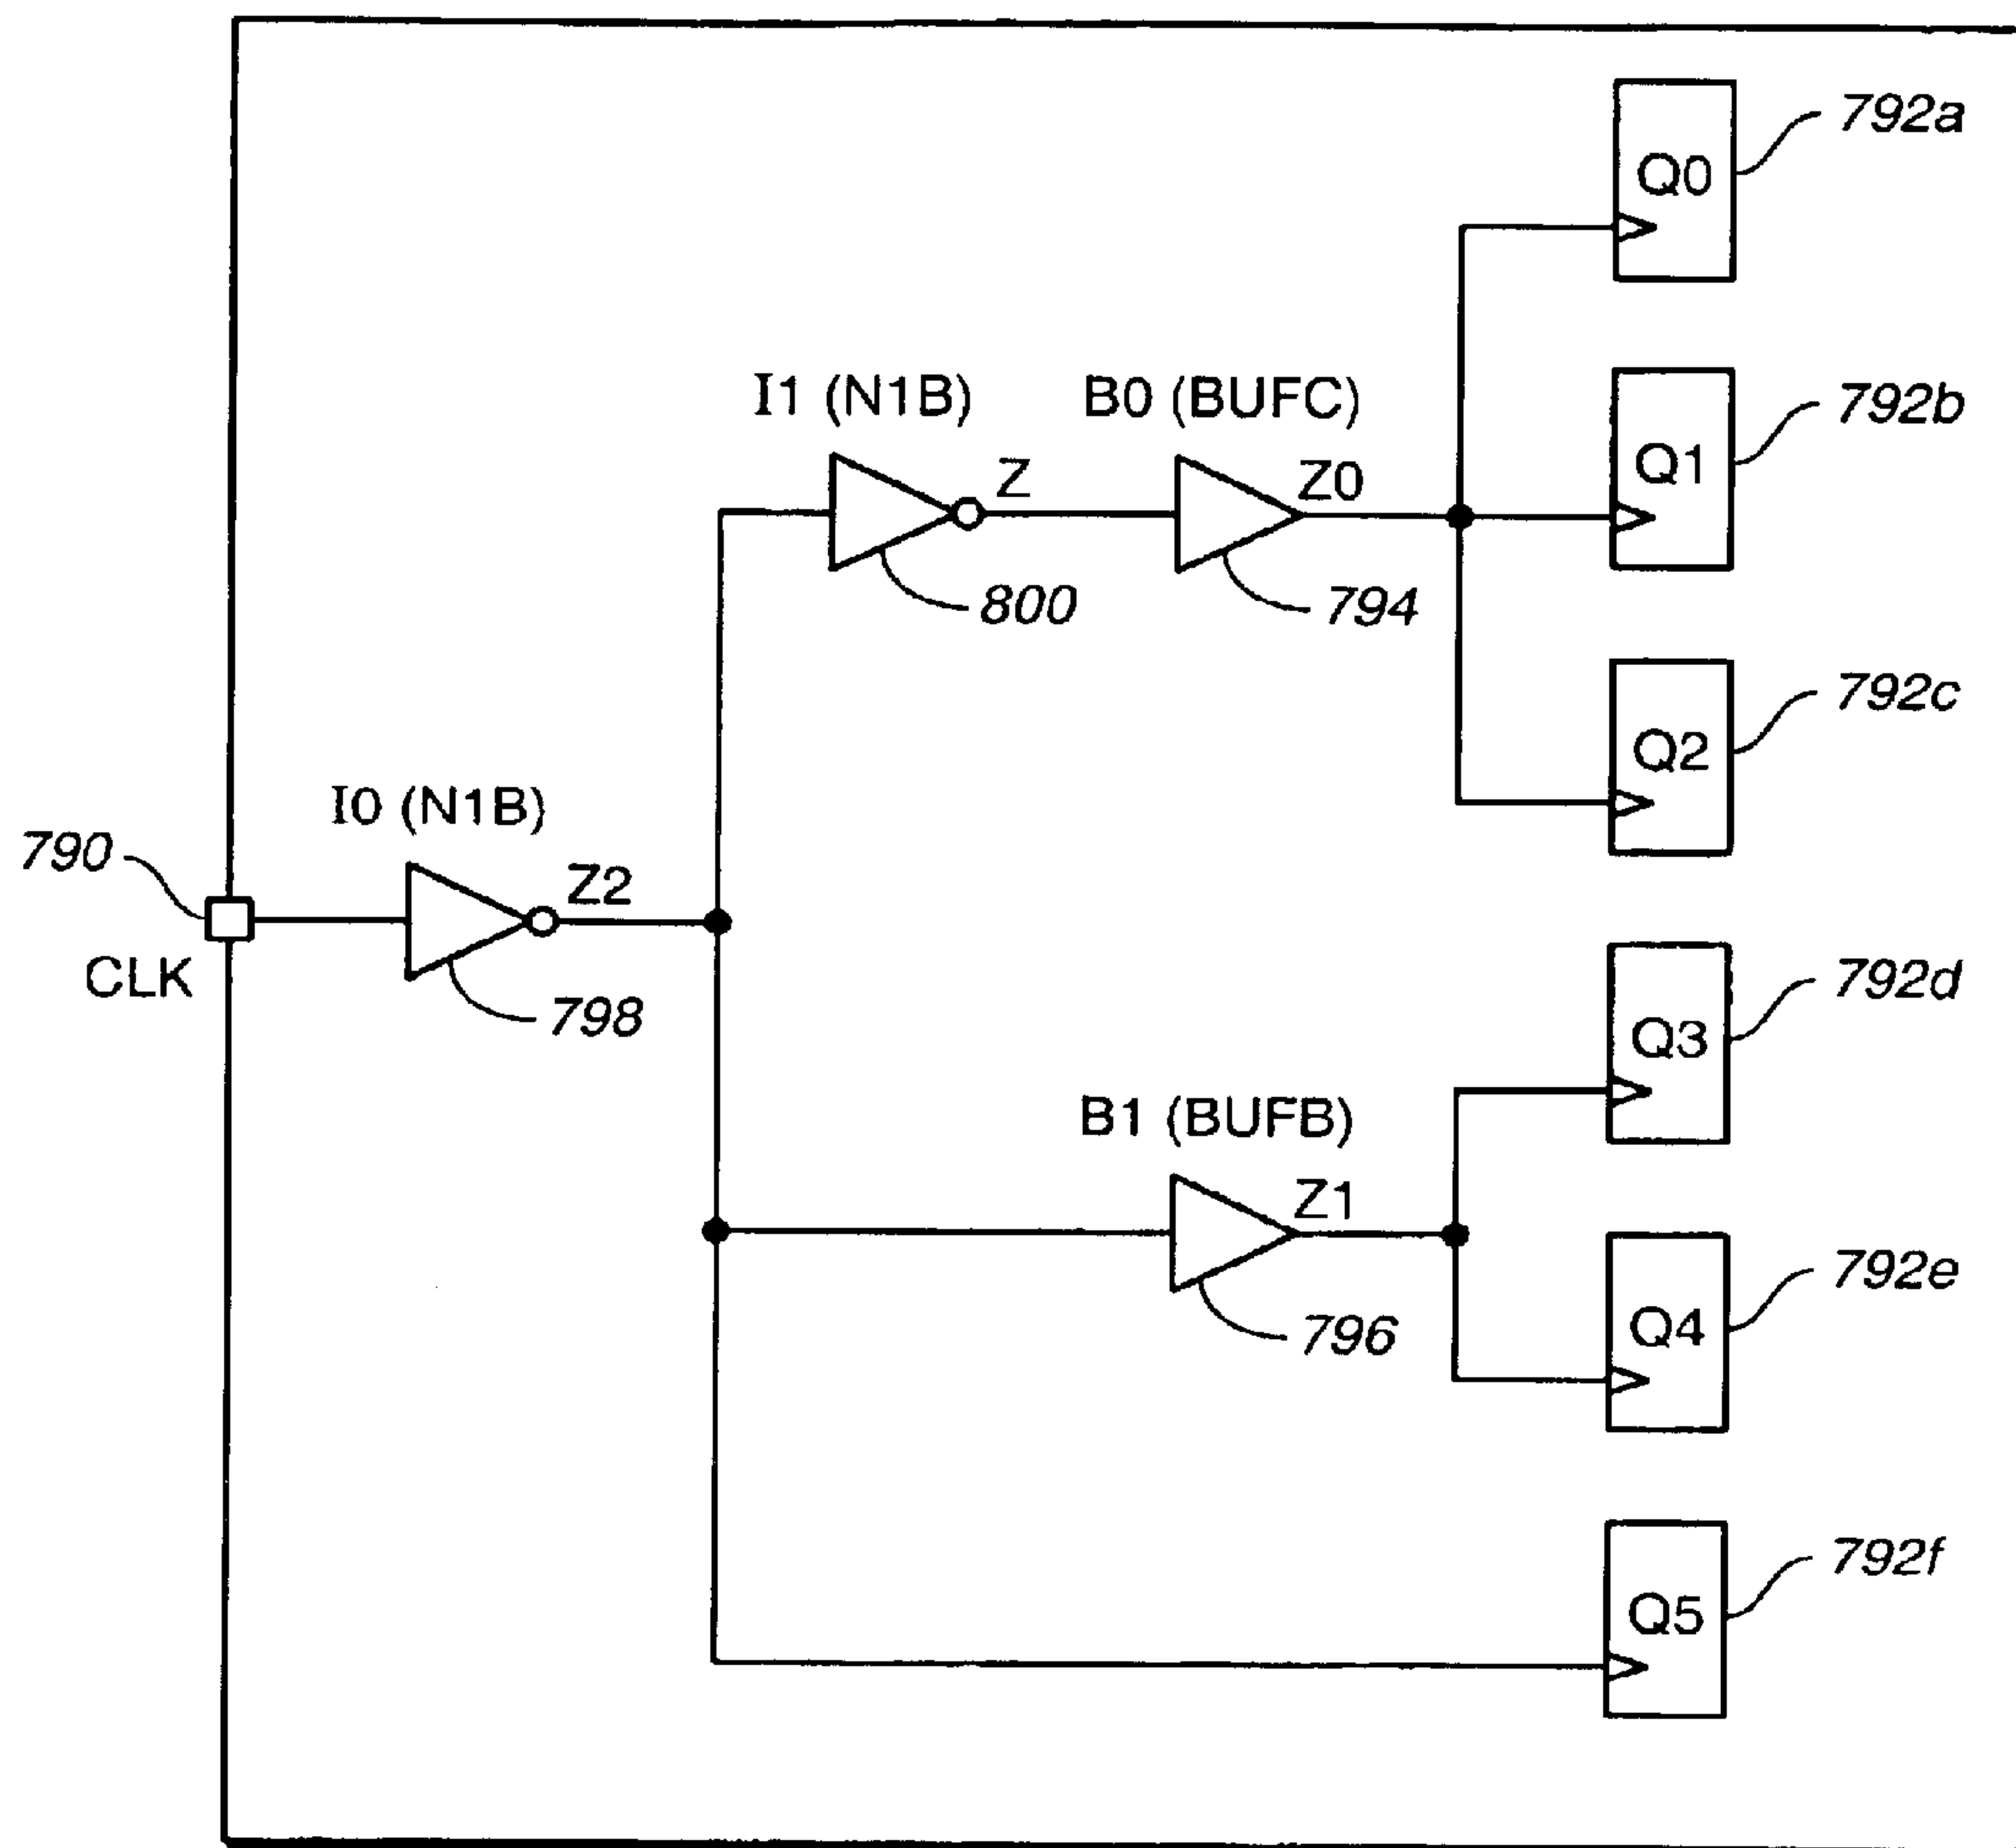 792a
Q0
792b
I1 (N1B)
B0 (BUFC)
Q1
Z
Z0
800
794
792c
Q2
I0 (N1B)
790
Z2
CLK
798
792d
Q3
B1 (BUFB)
Z1
792e
796
Q4
792f
Q5